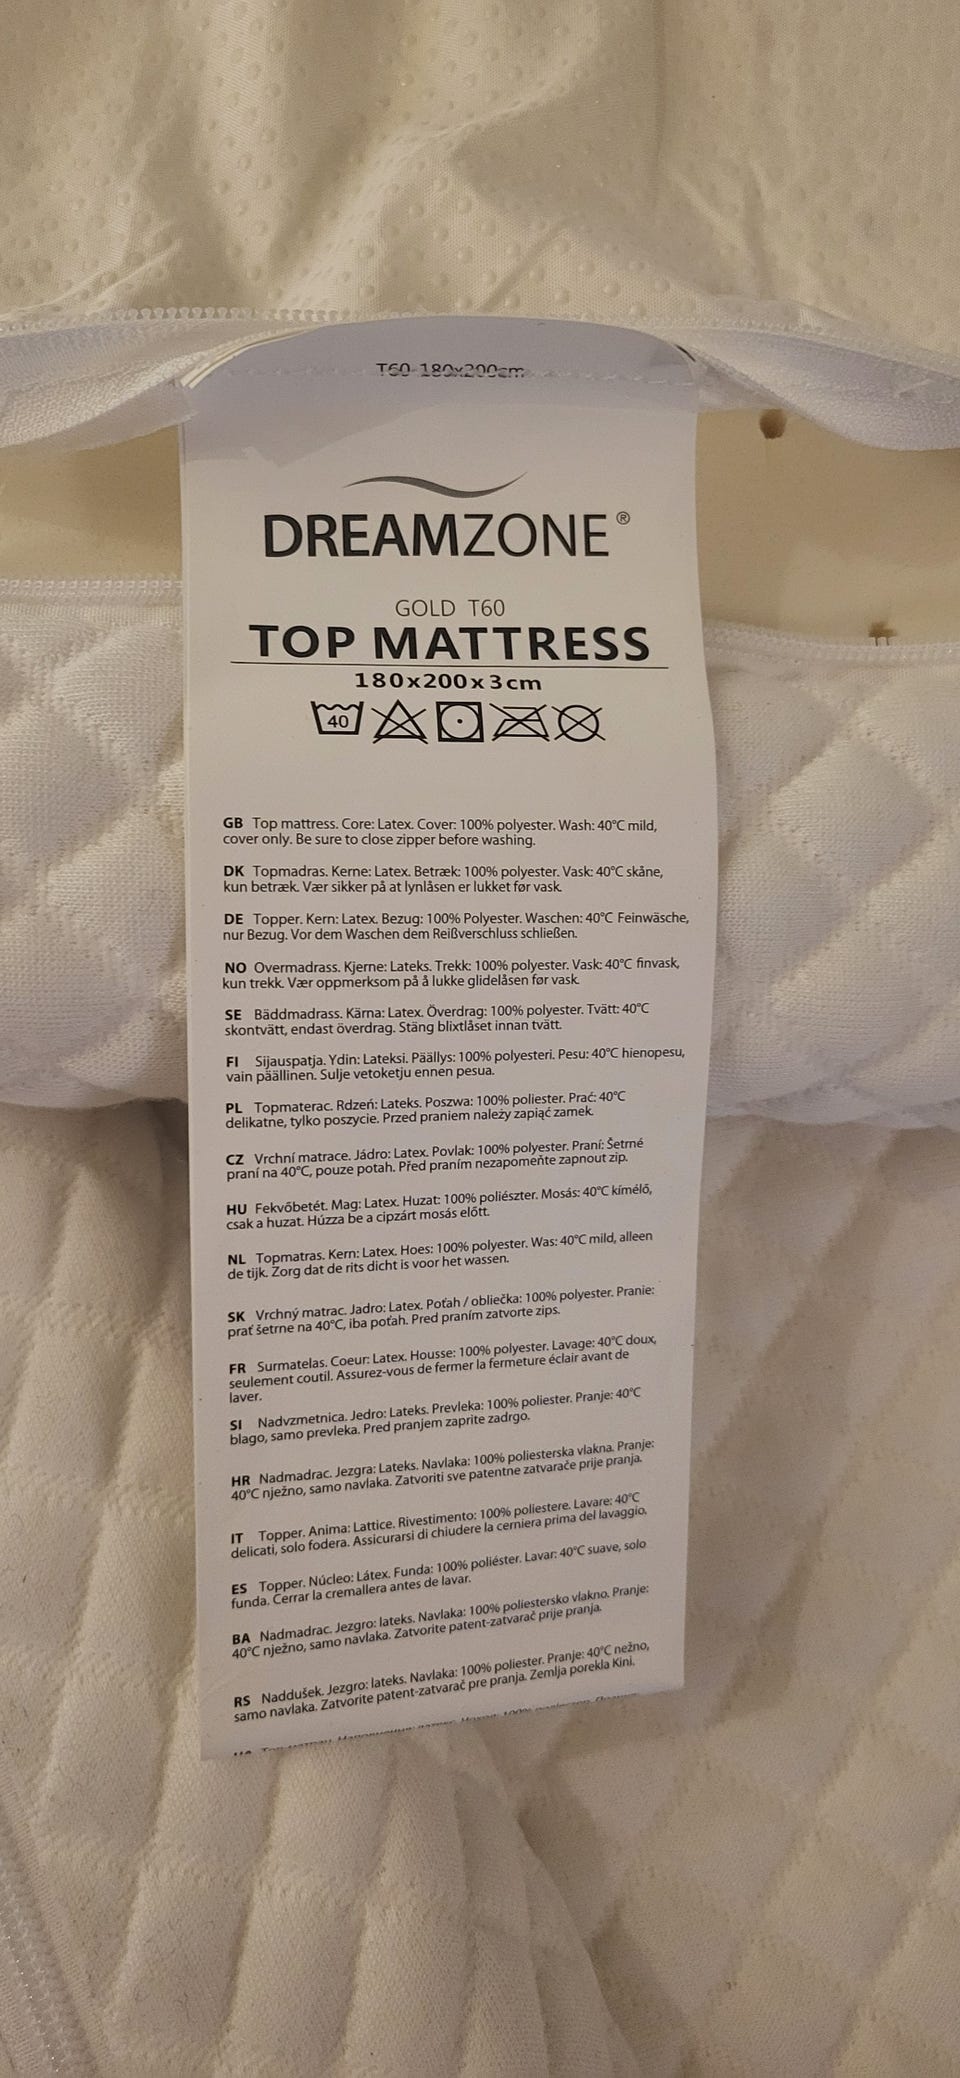 T60 180x200cm
DREAMZONE®
GOLD T60
TOP MATTRESS
180x200x3cm
40
GB Top mattress. Core: Latex. Cover: 100% polyester. Wash: 40°C mild,
cover only. Be sure to close zipper before washing.
DK Topmadras. Kerne: Latex. Betræk: 100% polyester. Vask: 40°C skåne,
kun betræk. Vær sikker på at lynlåsen er lukket før vask.
DE Topper. Kern: Latex. Bezug: 100% Polyester. Waschen: 40°C Feinwäsche,
nur Bezug. Vor dem Waschen dem Reißverschluss schließen.
NO Overmadrass. Kjerne: Lateks. Trekk: 100% polyester. Vask: 40°C finvask,
kun trekk. Vær oppmerksom på å lukke glidelåsen før vask.
SE Bäddmadrass. Kärna: Latex. Överdrag: 100% polyester. Tvätt: 40°C
skontvätt, endast överdrag. Stäng blixtlåset innan tvätt.
FI Sijauspatja. Ydin: Lateksi. Päällys: 100% polyesteri. Pesu: 40°C hienopesu,
vain päällinen. Sulje vetoketju ennen pesua.
PL Topmaterac. Rdzeń: Lateks. Poszwa: 100% poliester. Prać: 40°C
delikatne, tylko poszycie. Przed praniem należy zapiąć zamek.
CZ Vrchní matrace. Jádro: Latex. Povlak: 100% polyester. Praní: Šetrné
praní na 40°C, pouze potah. Před praním nezapomeňte zapnout zip.
HU Fekvőbetét. Mag: Latex. Huzat: 100% poliészter. Mosás: 40°C kímélő,
csak a huzat. Húzza be a cipzárt mosás előtt.
NL Topmatras. Kern: Latex. Hoes: 100% polyester. Was: 40°C mild, alleen
de tijk. Zorg dat de rits dicht is voor het wassen.
SK Vrchný matrac. Jadro: Latex. Poťah / obliečka: 100% polyester. Pranie:
prať šetrne na 40°C, iba poťah. Pred praním zatvorte zips.
FR Surmatelas. Coeur: Latex. Housse: 100% polyester. Lavage: 40°C doux,
seulement coutil. Assurez-vous de fermer la fermeture éclair avant de
laver.
SI Nadvzmetnica. Jedro: Lateks. Prevleka: 100% poliester. Pranje: 40°C
blago, samo prevleka. Pred pranjem zaprite zadrgo.
HR Nadmadrac. Jezgra: Lateks. Navlaka: 100% poliesterska vlakna. Pranje:
40°C nježno, samo navlaka. Zatvoriti sve patentne zatvarače prije pranja.
IT Topper. Anima: Lattice. Rivestimento: 100% poliestere. Lavare: 40°C
delicati, solo fodera. Assicurarsi di chiudere la cerniera prima del lavaggio.
ES Topper. Núcleo: Látex. Funda: 100% poliéster. Lavar: 40°C suave, solo
funda. Cerrar la cremallera antes de lavar.
BA Nadmadrac. Jezgro: lateks. Navlaka: 100% poliestersko vlakno. Pranje:
40°C nježno, samo navlaka. Zatvorite patent-zatvarač prije pranja.
RS Naddušek. Jezgro: lateks. Navlaka: 100% poliester. Pranje: 40°C nežno,
samo navlaka. Zatvorite patent-zatvarač pre pranja. Zemlja porekla Kini.